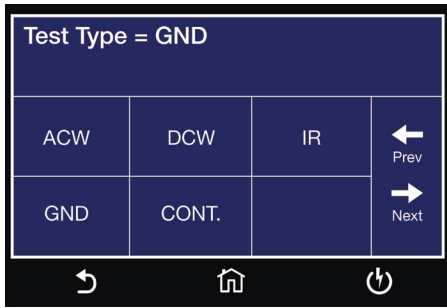 Test Type = GND
ACW
DCW
IR
Prev
GND
CONT.
Next